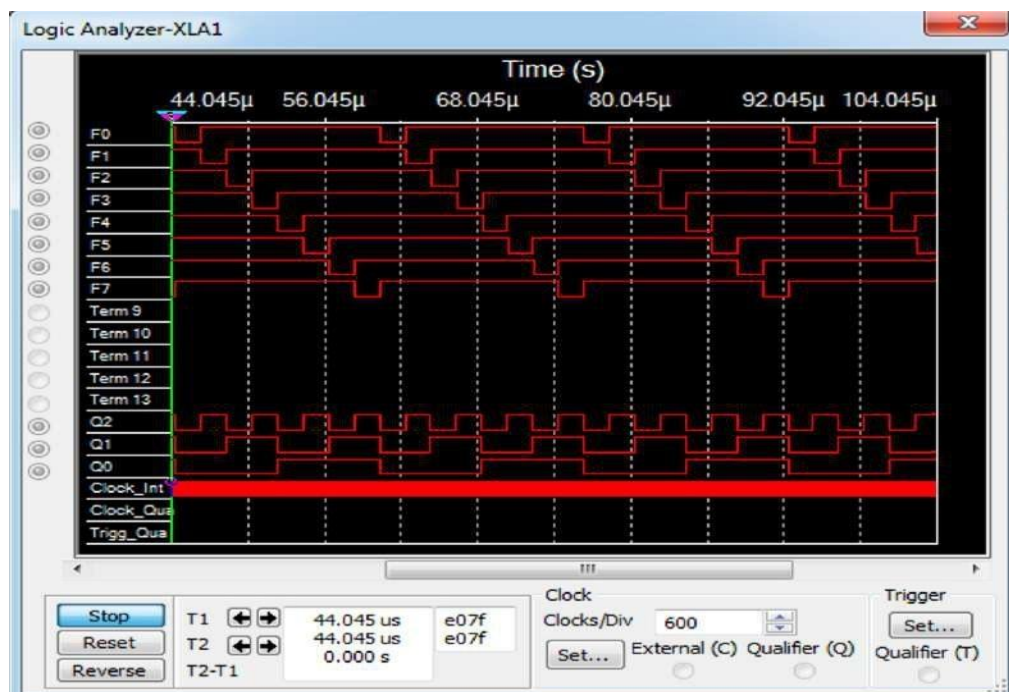 Logic Analyzer-XLA1
Time (s)
44.045μ 56.045μ 68.045μ 80.045μ 92.045μ 104.045μ
F0
F1
F2
F3
F4
F5
F6
F7
Term 9
Term 10
Term 11
Term 12
Term 13
Q2
Q1
Q0
Clock_Int
Clock_Qua
Trigg_Qua
Clock Trigger
Stop T1 44.045 us e07f Clocks/Div 600 Set...
Reset T2 44.045 us e07f Set... External (C) Qualifier (Q) Qualifier (T)
Reverse T2-T1 0.000 s